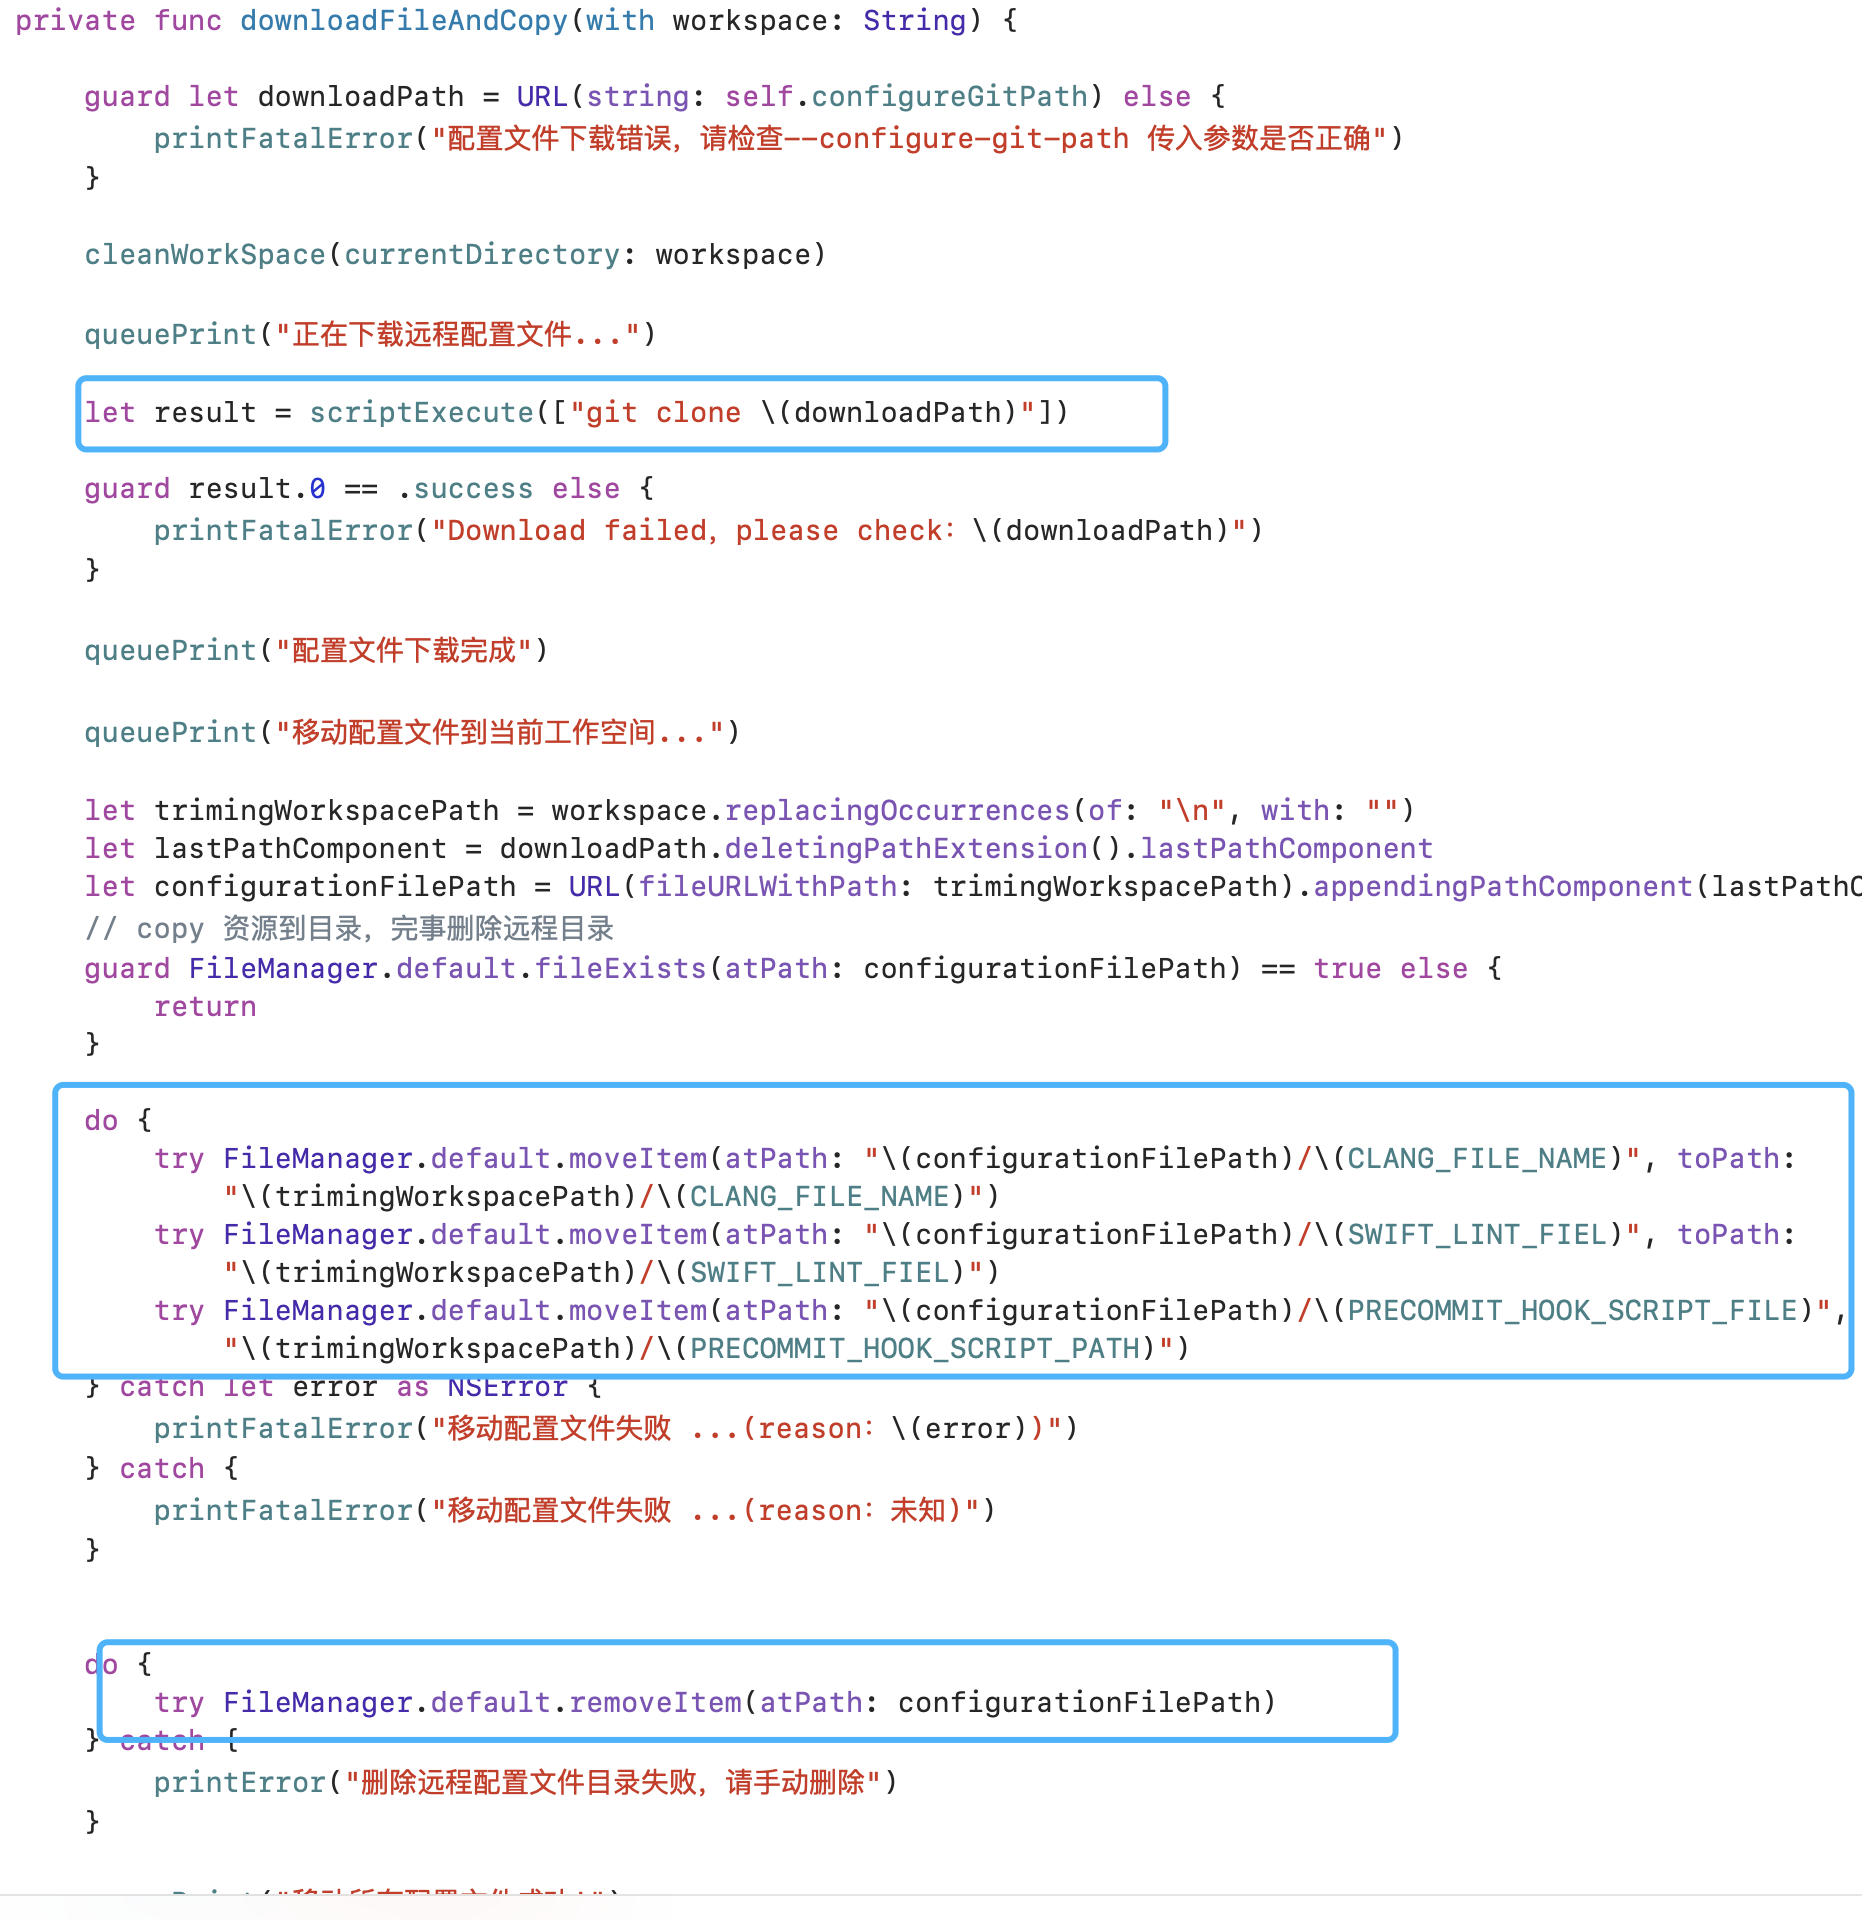 private func downloadFileAndCopy(with workspace: String) {
guard let downloadPath = URL(string: self.configureGitPath) else {
printFatalError("配置文件下载错误，请检查--configure-git-path 传入参数是否正确")
}
cleanWorkSpace(currentDirectory: workspace)
queuePrint("正在下载远程配置文件...")
let result = scriptExecute(["git clone \(downloadPath)"])
guard result.0 == .success else {
printFatalError("Download failed，please check：\(downloadPath)")
}
queuePrint("配置文件下载完成")
queuePrint("移动配置文件到当前工作空间...")
let trimingWorkspacePath = workspace.replacingOccurrences(of: "\n", with: "")
let lastPathComponent = downloadPath.deletingPathExtension().lastPathComponent
let configurationFilePath = URL(fileURLWithPath: trimingWorkspacePath).appendingPathComponent(lastPathC
// copy 资源到目录，完事删除远程目录
guard FileManager.default.fileExists(atPath: configurationFilePath) == true else {
return
}
do {
try FileManager.default.moveItem(atPath: "\(configurationFilePath)/\(CLANG_FILE_NAME)", toPath:
"\(trimingWorkspacePath)/\(CLANG_FILE_NAME)")
try FileManager.default.moveItem(atPath: "\(configurationFilePath)/\(SWIFT_LINT_FIEL)", toPath:
"\(trimingWorkspacePath)/\(SWIFT_LINT_FIEL)")
try FileManager.default.moveItem(atPath: "\(configurationFilePath)/\(PRECOMMIT_HOOK_SCRIPT_FILE)",
"\(trimingWorkspacePath)/\(PRECOMMIT_HOOK_SCRIPT_PATH)")
} catch let error as NSError {
printFatalError("移动配置文件失败 ...(reason：\(error))")
} catch {
printFatalError("移动配置文件失败 ...(reason：未知)")
}
do {
try FileManager.default.removeItem(atPath: configurationFilePath)
} catch {
printError("删除远程配置文件目录失败，请手动删除")
}